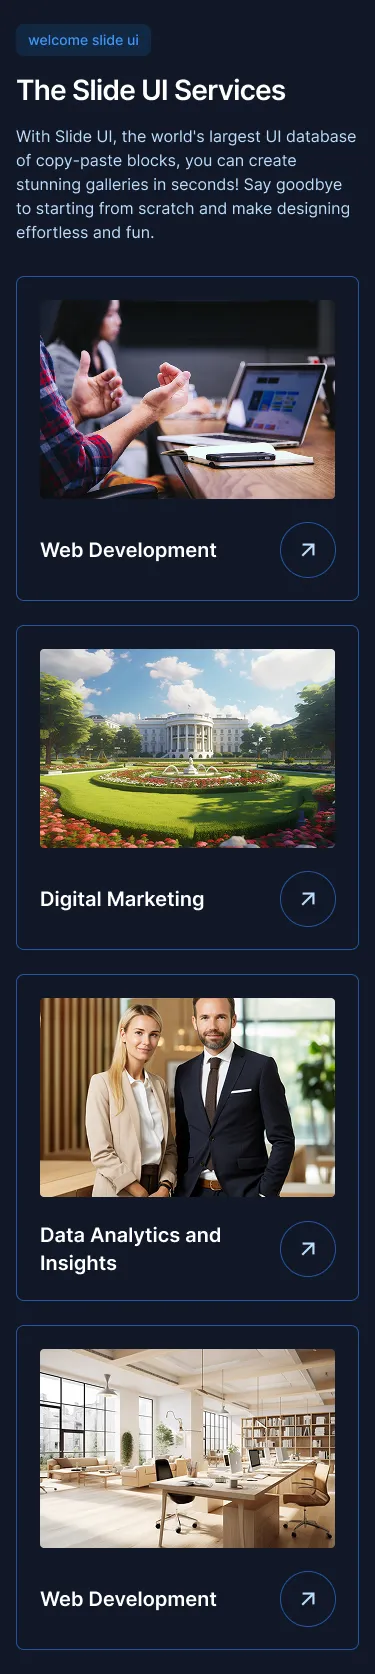 welcome slide ui
The Slide UI Services
With Slide UI, the world's largest UI database
of copy-paste blocks, you can create
stunning galleries in seconds! Say goodbye
to starting from scratch and make designing
effortless and fun.
Web Development
Digital Marketing
Data Analytics and
Insights
Web Development